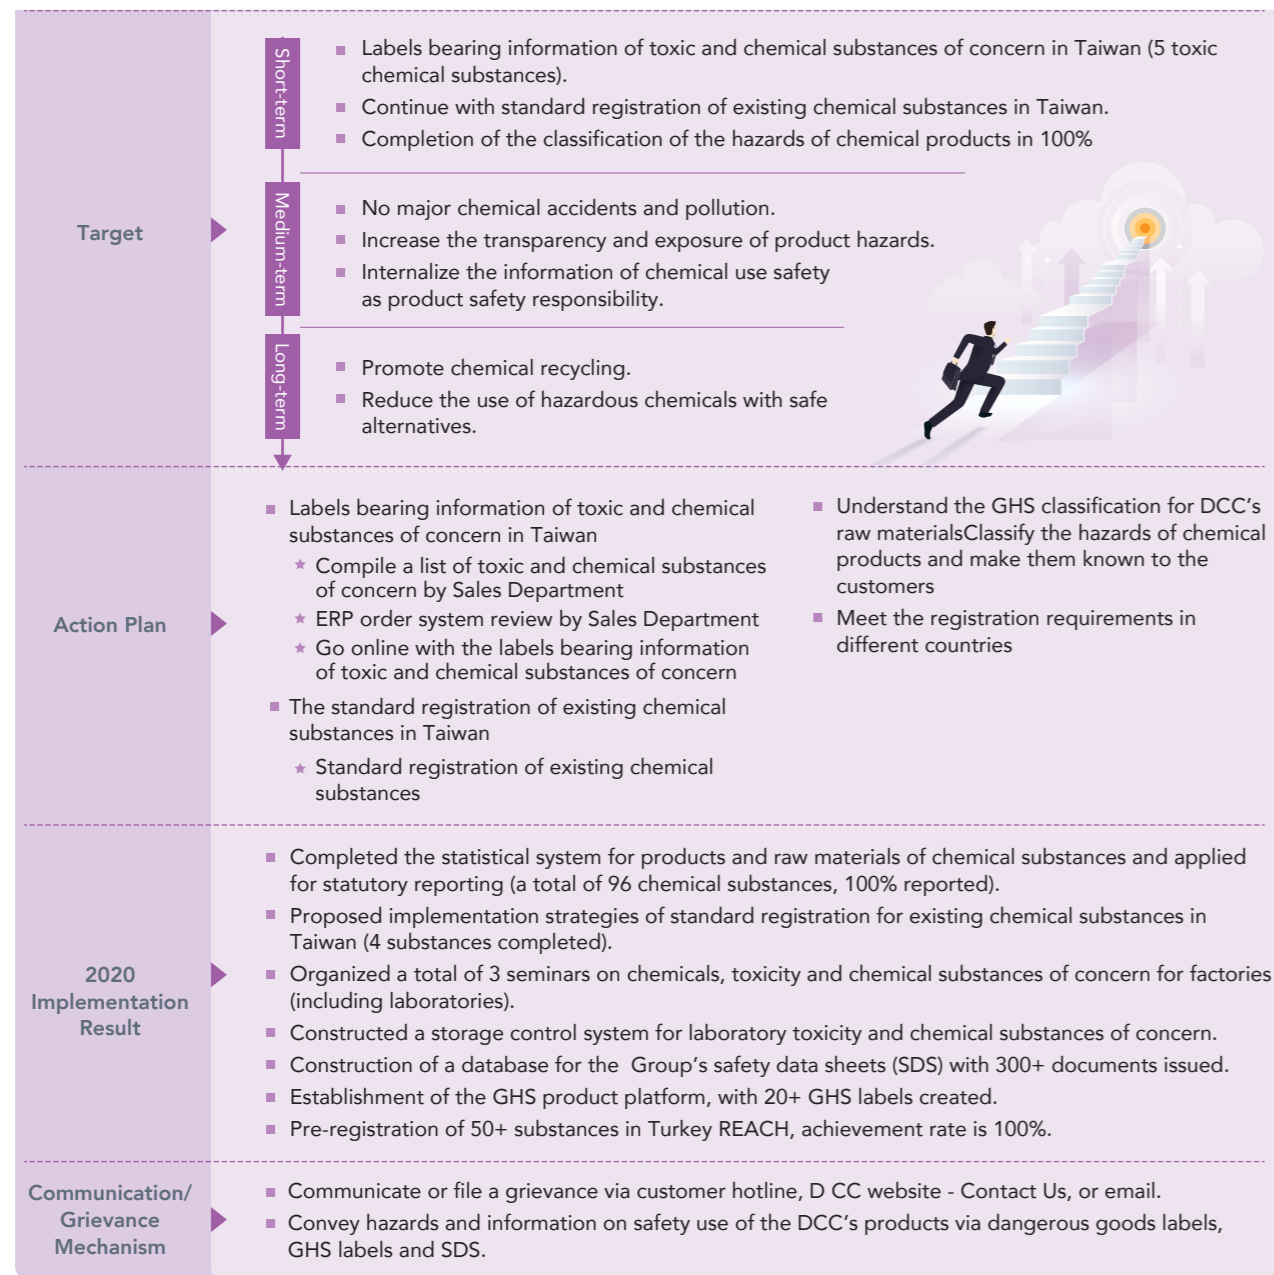 Target
Short-term
Labels bearing information of toxic and chemical substances of concern in Taiwan (5 toxic
chemical substances).
Continue with standard registration of existing chemical substances in Taiwan.
Completion of the classification of the hazards of chemical products in 100%
Medium-term
No major chemical accidents and pollution.
Increase the transparency and exposure of product hazards.
Internalize the information of chemical use safety
as product safety responsibility.
Long-term
Promote chemical recycling.
Reduce the use of hazardous chemicals with safe
alternatives.
Action Plan
Labels bearing information of toxic and chemical
substances of concern in Taiwan
Compile a list of toxic and chemical substances
of concern by Sales Department
ERP order system review by Sales Department
Go online with the labels bearing information
of toxic and chemical substances of concern
The standard registration of existing chemical
substances in Taiwan
Standard registration of existing chemical
substances
Understand the GHS classification for DCC's
raw materialsClassify the hazards of chemical
products and make them known to the
customers
Meet the registration requirements in
different countries
2020
Implementation
Result
Completed the statistical system for products and raw materials of chemical substances and applied
for statutory reporting (a total of 96 chemical substances, 100% reported).
Proposed implementation strategies of standard registration for existing chemical substances in
Taiwan (4 substances completed).
Organized a total of 3 seminars on chemicals, toxicity and chemical substances of concern for factories
(including laboratories).
Constructed a storage control system for laboratory toxicity and chemical substances of concern.
Construction of a database for the  Group's safety data sheets (SDS) with 300+ documents issued.
Establishment of the GHS product platform, with 20+ GHS labels created.
Pre-registration of 50+ substances in Turkey REACH, achievement rate is 100%.
Communication/
Grievance
Mechanism
Communicate or file a grievance via customer hotline, D CC website - Contact Us, or email.
Convey hazards and information on safety use of the DCC's products via dangerous goods labels,
GHS labels and SDS.